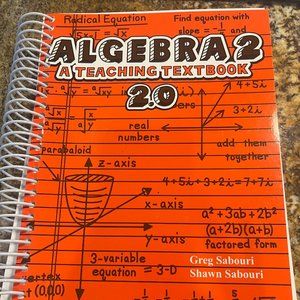 Radical Equation
Find equation with
slope = and
ALGEBRA 2
A TEACHING TEXTBOOK
2.0
4+5i
3+2i
real
numbers
add them
together
paraboloid
z-axis
4+5i+3+2i=7+7i
x-axis
y-axis
a²+3ab+2b²
(a+2b)(a+b)
factored form
Greg Sabouri
Shawn Sabouri
3-variable
equation = 3-D
(0,0,0)